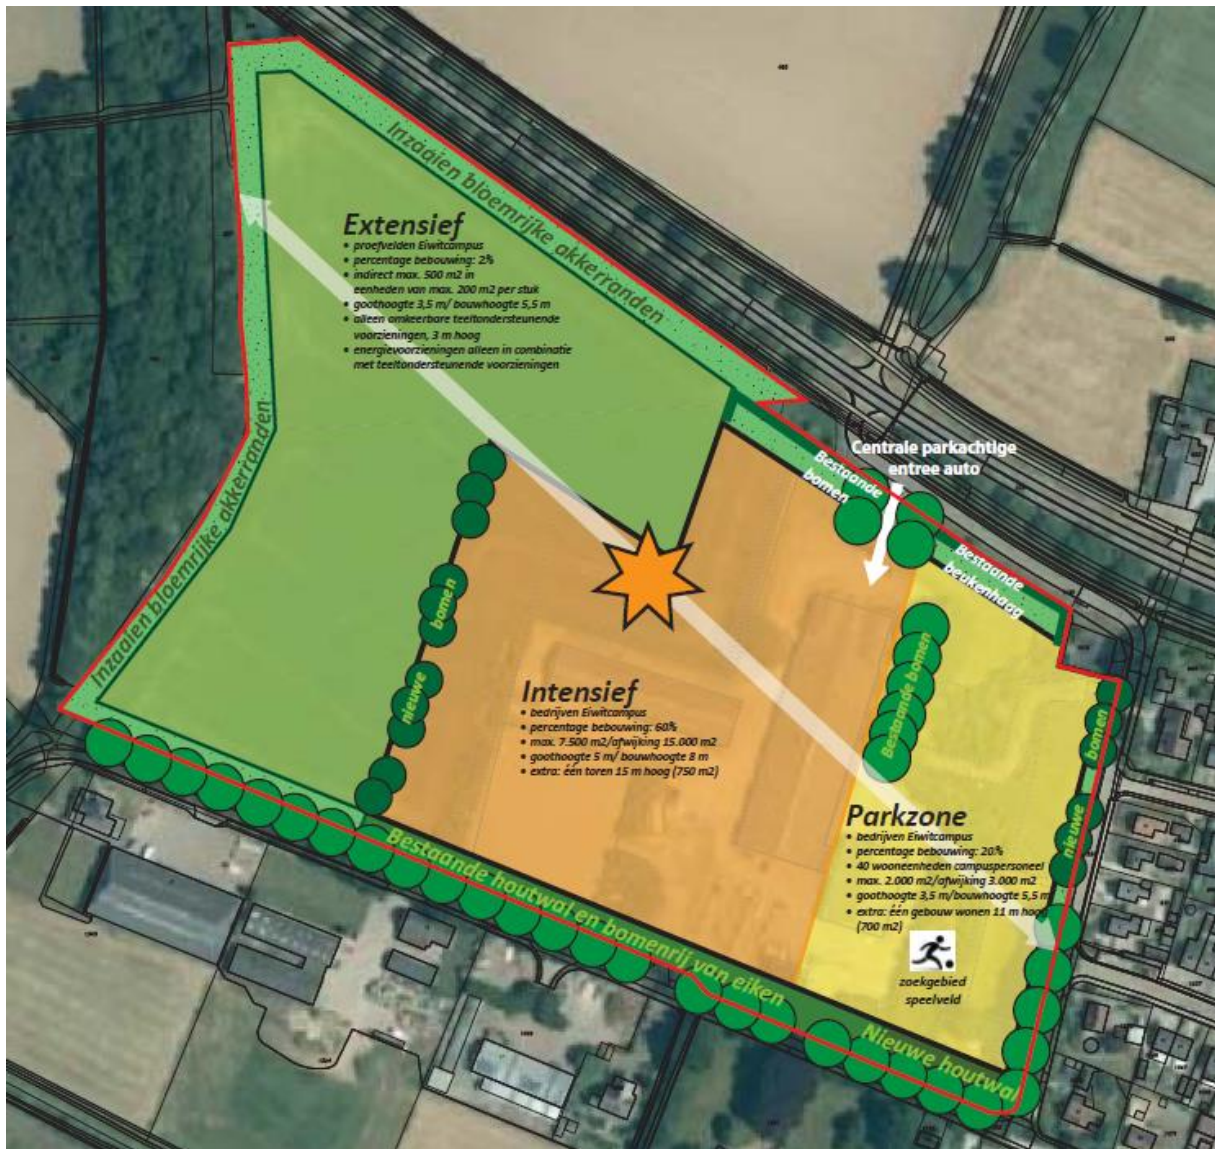 Inzaaien bloemrijke akkerranden
Extensief
• proefvelden Eiwitcampus
• percentage bebouwing: 2%
• indirect max. 500 m2 in
eenheden van max. 200 m2 per stuk
• goothoogte 3,5 m/ bouwhoogte 5,5 m
• alleen omkeerbare teeltondersteunende
voorzieningen, 3 m hoog
• energievoorzieningen alleen in combinatie
met teeltondersteunende voorzieningen
Inzaaien bloemrijke akkerranden
Centrale parkachtige
entree auto
Bestaande
bomen
Bestaande
beukenhaag
nieuwe bomen
Bestaande bomen
Intensief
• bedrijven Eiwitcampus
• percentage bebouwing: 60%
• max. 7.500 m2/afwijking 15.000 m2
• goothoogte 5 m/ bouwhoogte 8 m
• extra: één toren 15 m hoog (750 m2)
nieuwe bomen
Parkzone
• bedrijven Eiwitcampus
• percentage bebouwing: 20%
• 40 wooneenheden campuspersoneel
• max. 2.000 m2/afwijking 3.000 m2
• goothoogte 3,5 m/bouwhoogte 5,5 m
• extra: één gebouw wonen 11 m hoog
(700 m2)
zoekgebied
speelveld
Bestaande houtwal en bomenrij van eiken
Nieuwe houtwal